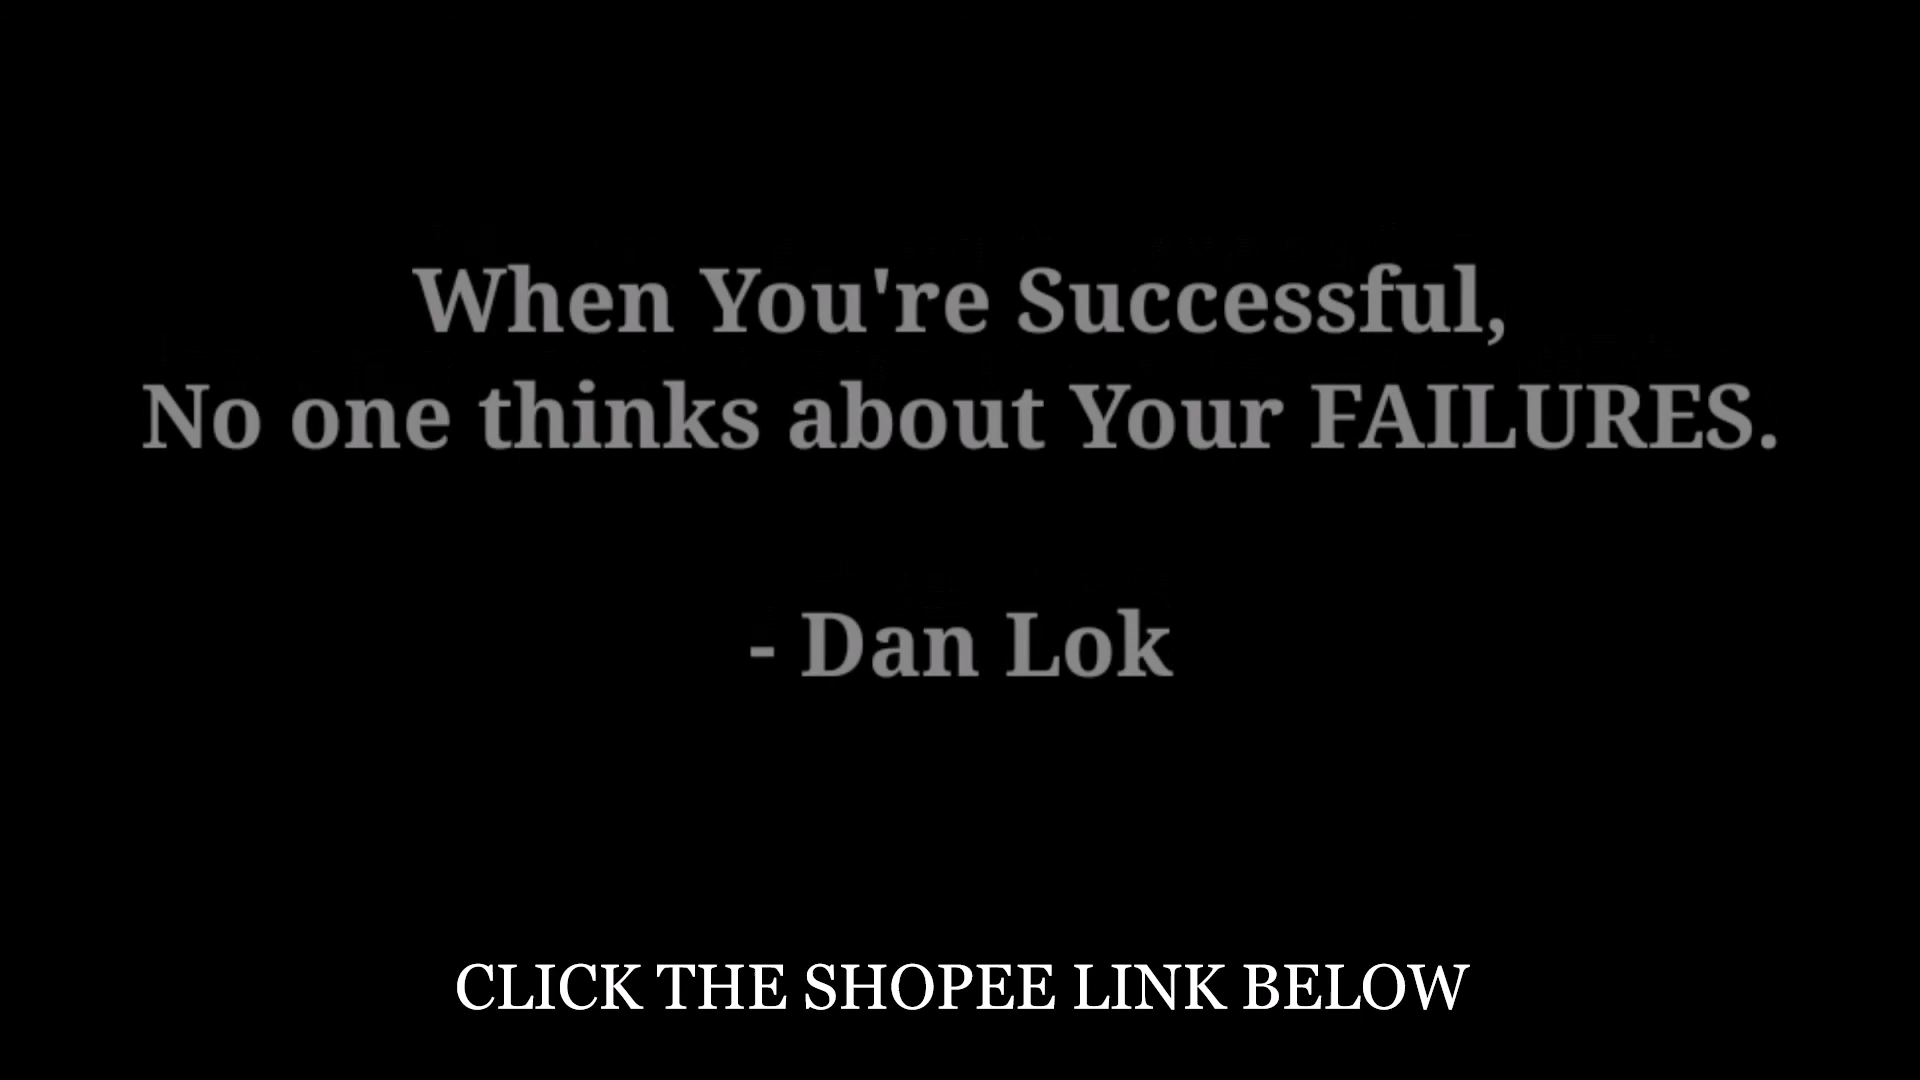 When You're Successful,
No one thinks about Your FAILURES.
- Dan Lok
CLICK THE SHOPEE LINK BELOW